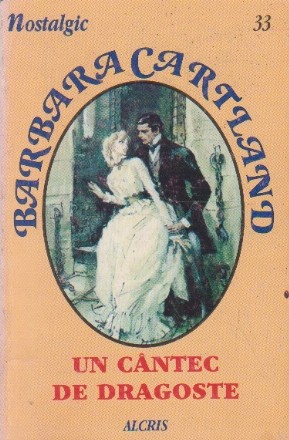 Nostalgic 33
BARBARA CARTLAND
UN CÂNTEC
DE DRAGOSTE
ALCRIS